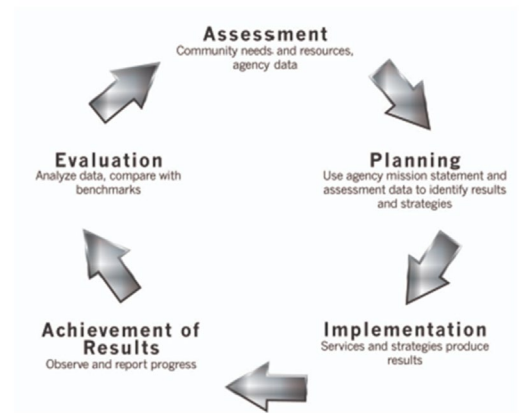 Assessment
Community needs and resources,
agency data
Planning
Use agency mission statement and
assessment data to identify results
and strategies
Implementation
Services and strategies produce
results
Achievement of
Results
Observe and report progress
Evaluation
Analyze data, compare with
benchmarks